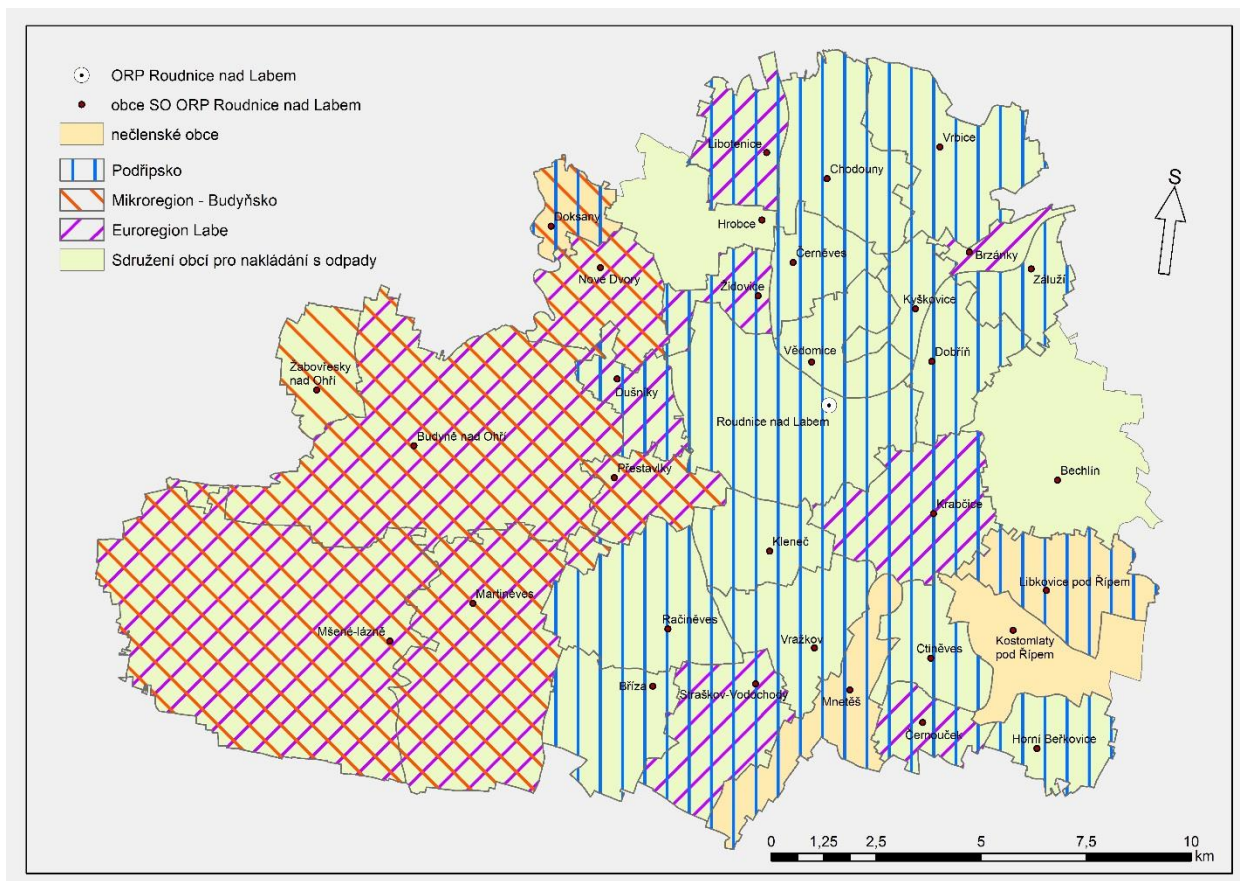 ORP Roudnice nad Labem
obce SO ORP Roudnice nad Labem
nečlenské obce
Podřipsko
Mikroregion - Budyňsko
Euroregion Labe
Sdružení obcí pro nakládání s odpady
S
Libotenice
Vrbice
Chodouny
Doksany
Hrobce
Černěves
Brzánky
Nové Dvory
Židovice
Záluží
Kyškovice
Vědomice
Dobříň
Žabovřesky
nad Ohří
Dušníky
Roudnice nad Labem
Budyně nad Ohří
Přestavlky
Bechlín
Krabčice
Kleneč
Libkovice pod Řípem
Martiněves
Mšené-lázně
Račiněves
Vražkov
Ctiněves
Kostomlaty
pod Řípem
Bříza
Straškov-Vodochody
Mnetěš
Černouček
Horní Beřkovice
0 1,25 2,5 5 7,5 10
km